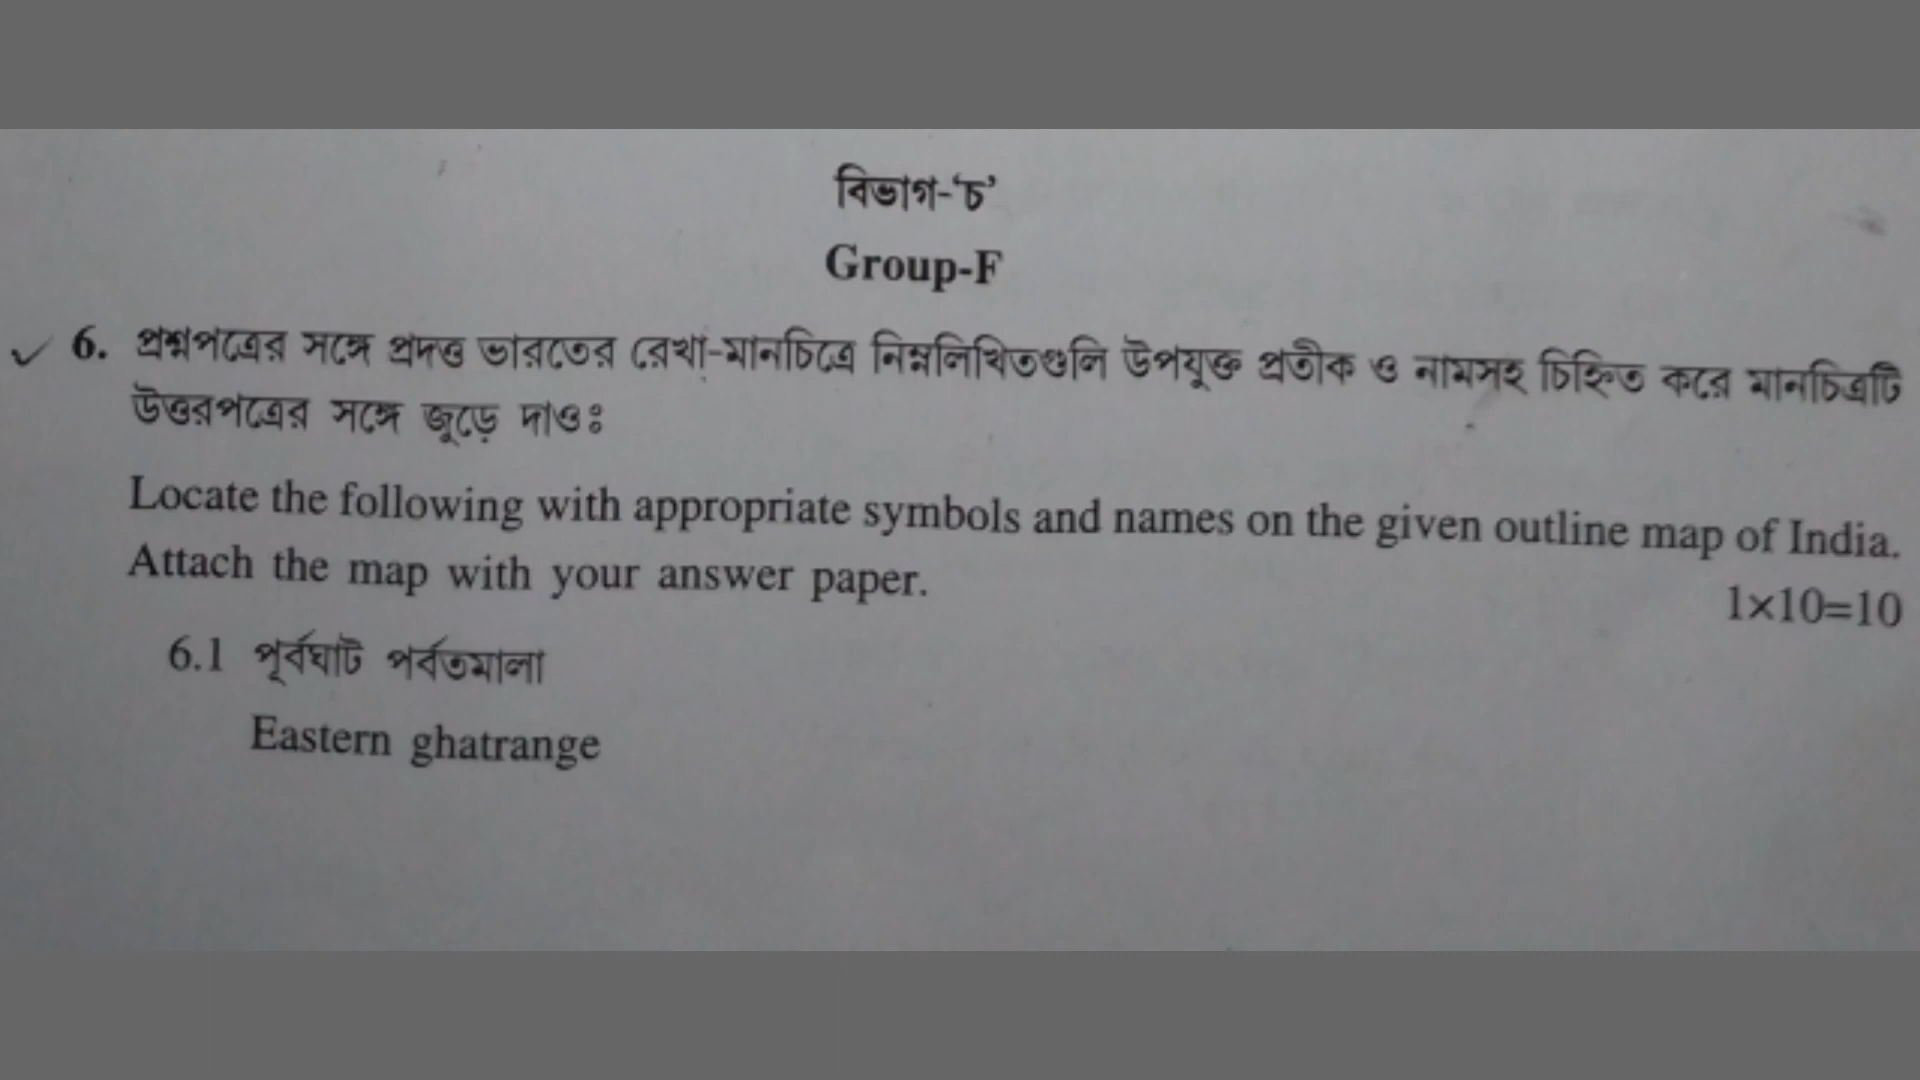 বিভাগ-‘চ’
Group-F
6. প্রশ্নপত্রের সঙ্গে প্রদত্ত ভারতের রেখা-মানচিত্রে নিম্নলিখিতগুলি উপযুক্ত প্রতীক ও নামসহ চিহ্নিত করে মানচিত্রটি
উত্তরপত্রের সঙ্গে জুড়ে দাওঃ
Locate the following with appropriate symbols and names on the given outline map of India.
Attach the map with your answer paper.
1×10=10
6.1 পূর্বঘাট পর্বতমালা
Eastern ghatrange